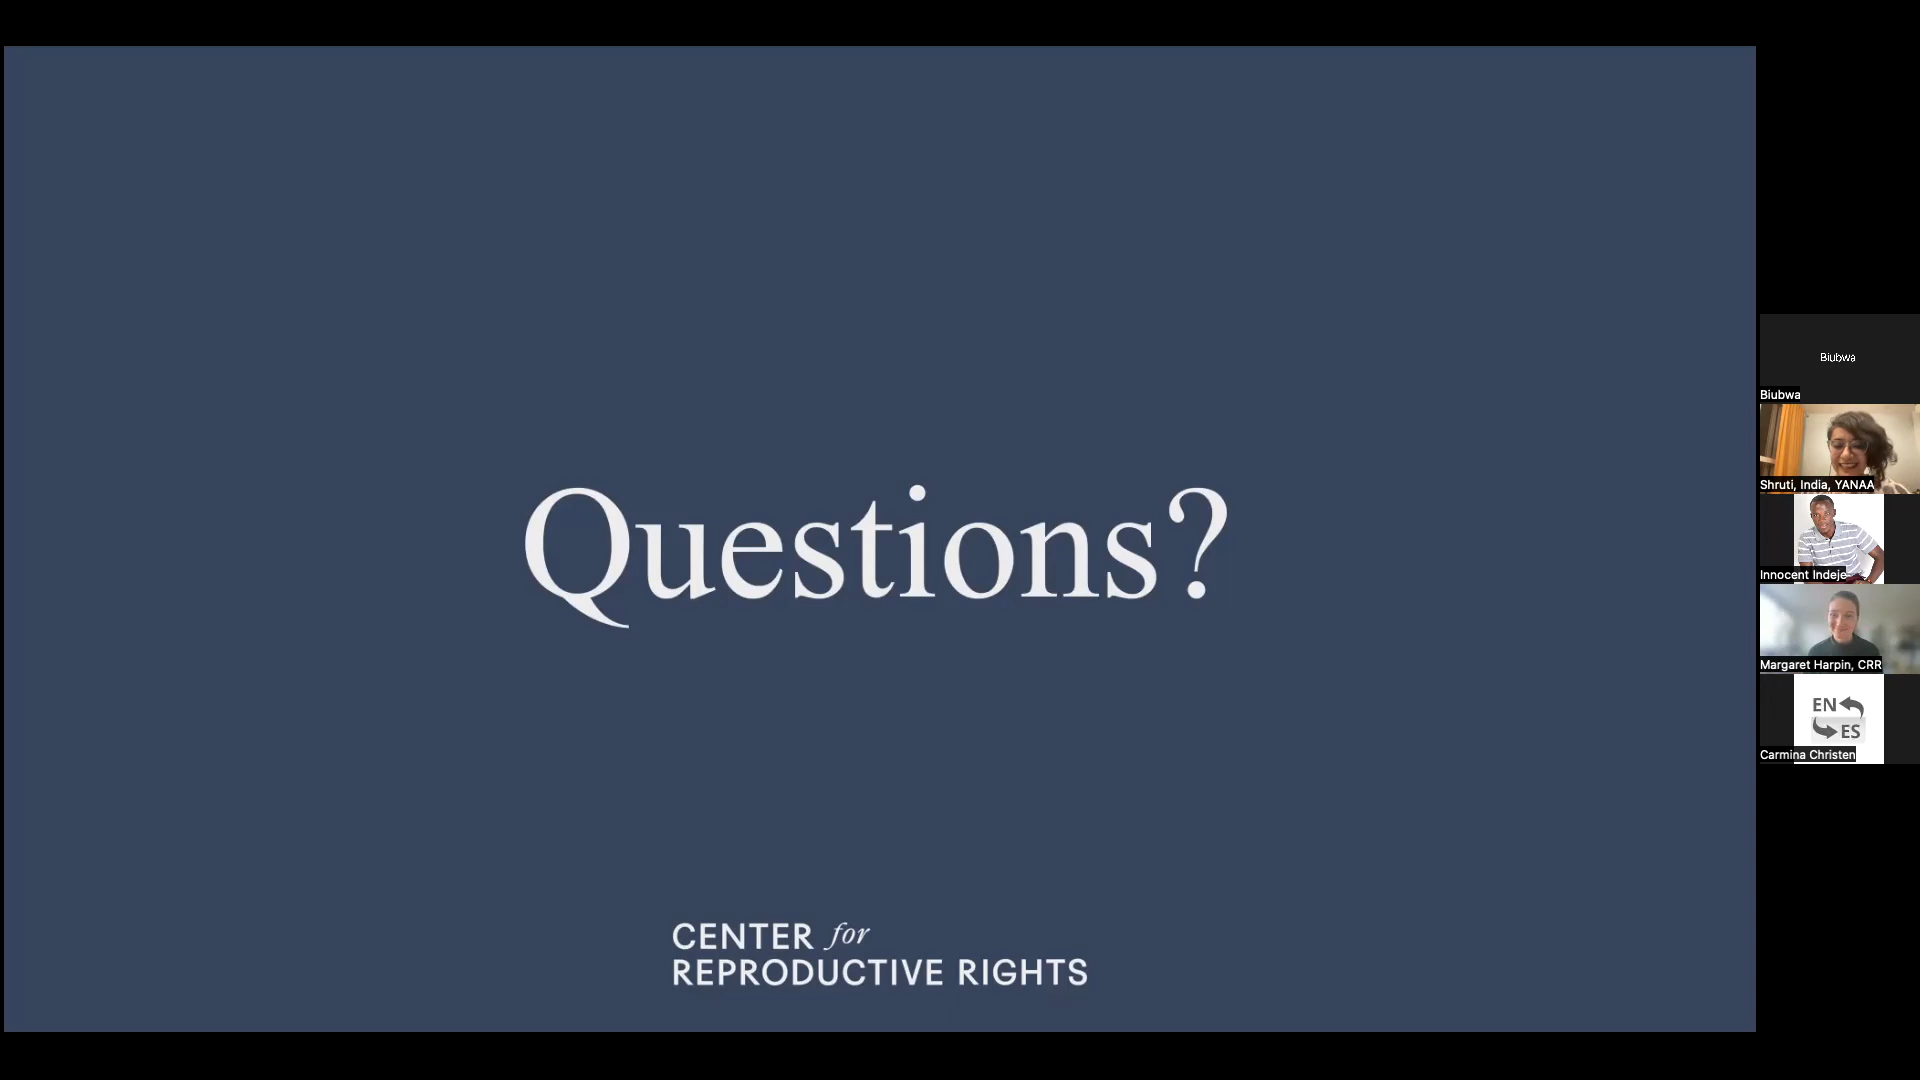 Questions?
CENTER for
REPRODUCTIVE RIGHTS
Biubwa
Biubwa
Shruti, India, YANAA
Innocent Indeje
Margaret Harpin, CRR
EN
ES
Carmina Christen